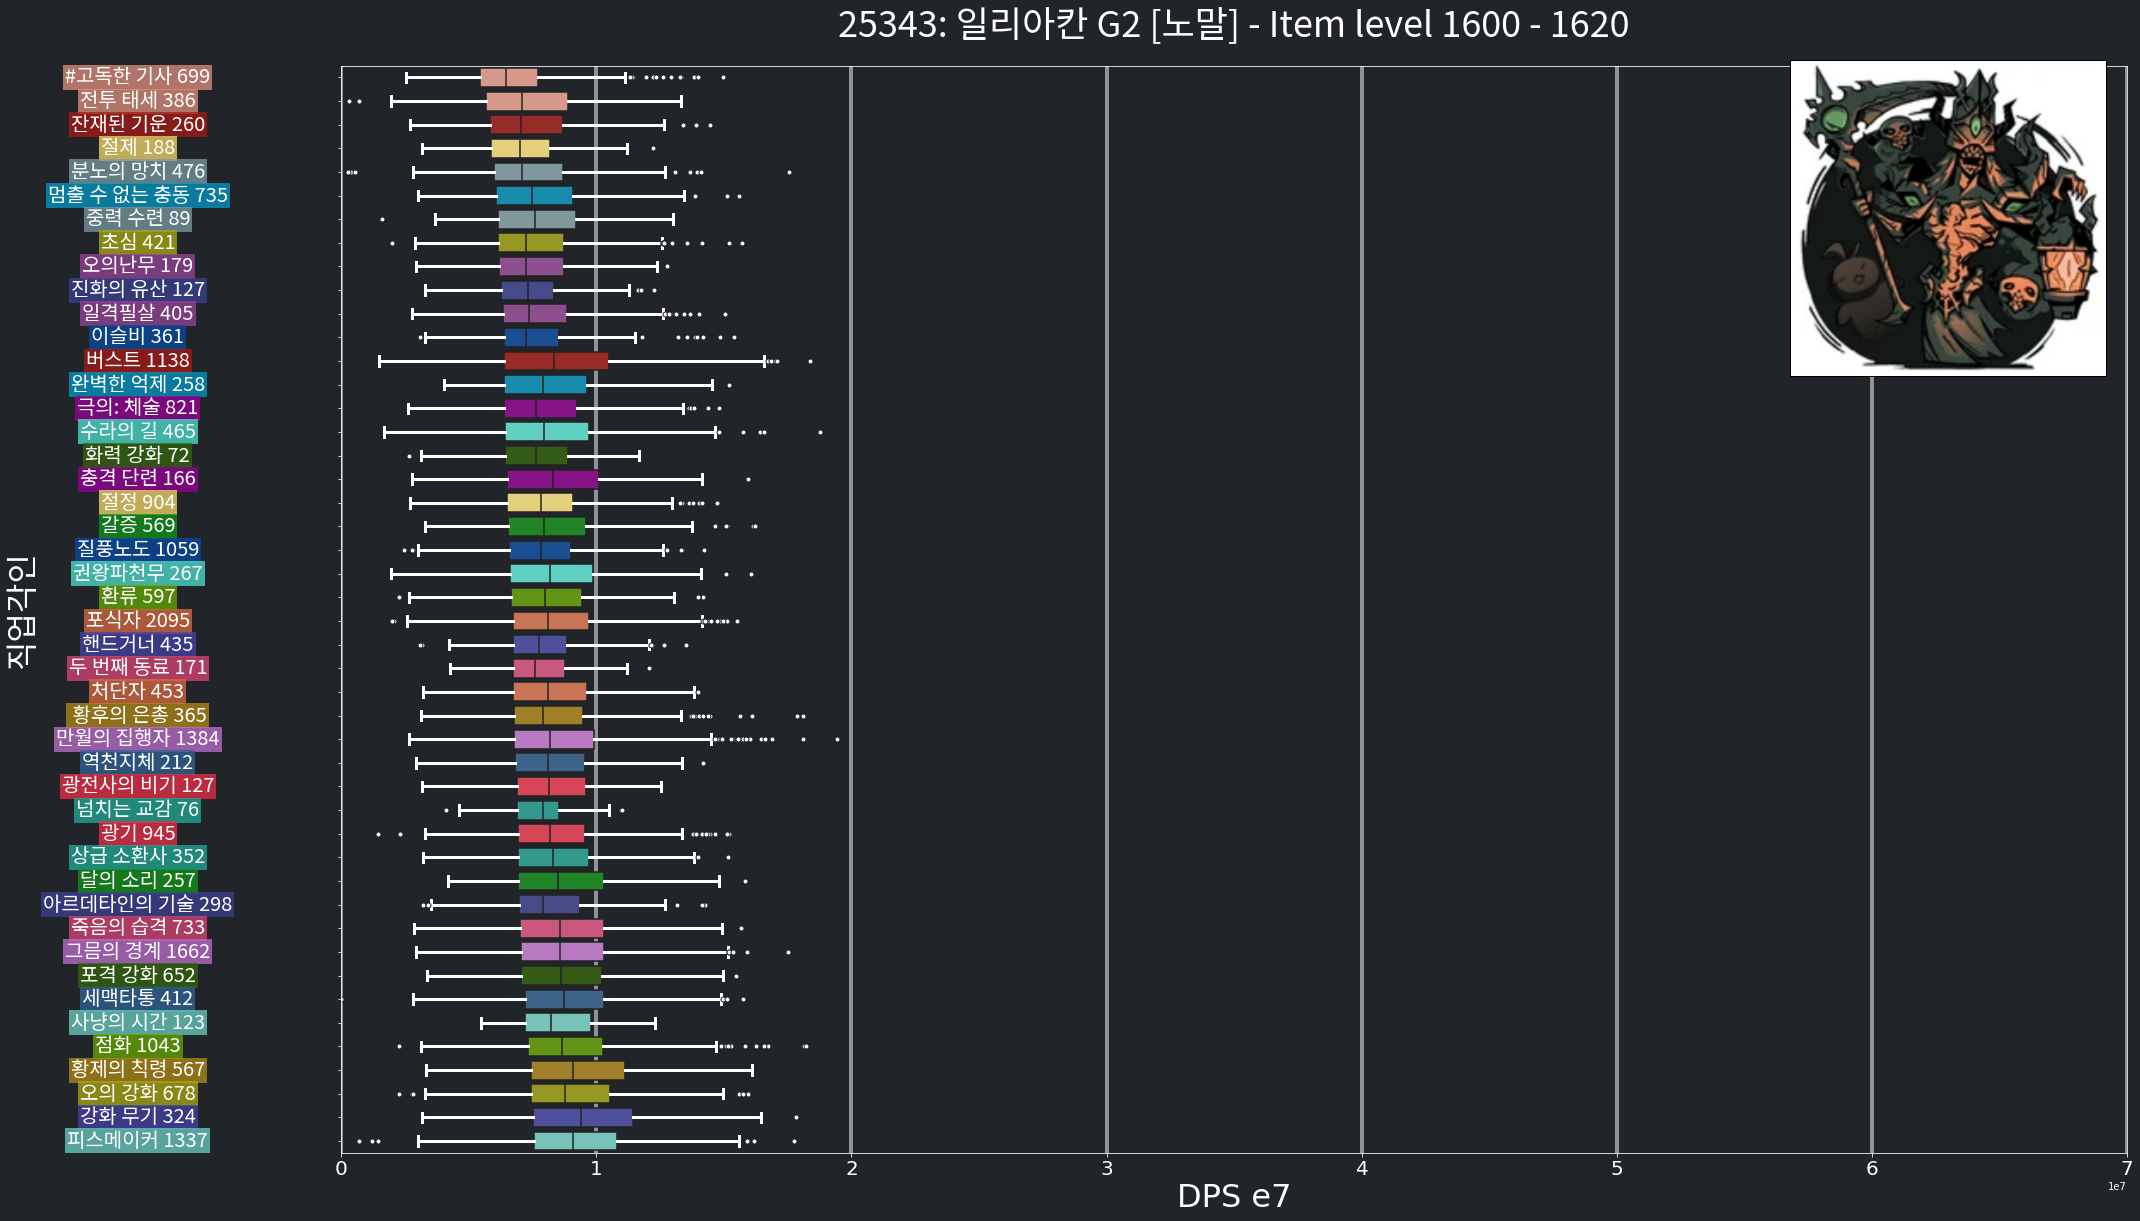 25343: 일리아칸 G2 [노말] - Item level 1600 - 1620
#고독한 기사 699
전투 태세 386
잔재된 기운 260
절제 188
분노의 망치 476
멈출 수 없는 충동 735
중력 수련 89
초심 421
오의난무 179
진화의 유산 127
일격필살 405
이슬비 361
버스트 1138
완벽한 억제 258
극의: 체술 821
수라의 길 465
화력 강화 72
충격 단련 166
절정 904
갈증 569
질풍노도 1059
권왕파천무 267
환류 597
포식자 2095
핸드거너 435
두 번째 동료 171
처단자 453
황후의 은총 365
만월의 집행자 1384
역천지체 212
광전사의 비기 127
넘치는 교감 76
광기 945
상급 소환사 352
달의 소리 257
아르데타인의 기술 298
죽음의 습격 733
그믐의 경계 1662
포격 강화 652
세맥타통 412
사냥의 시간 123
점화 1043
황제의 칙령 567
오의 강화 678
강화 무기 324
피스메이커 1337
직업각인
0 1 2 3 4 5 6 7
1e7
DPS e7